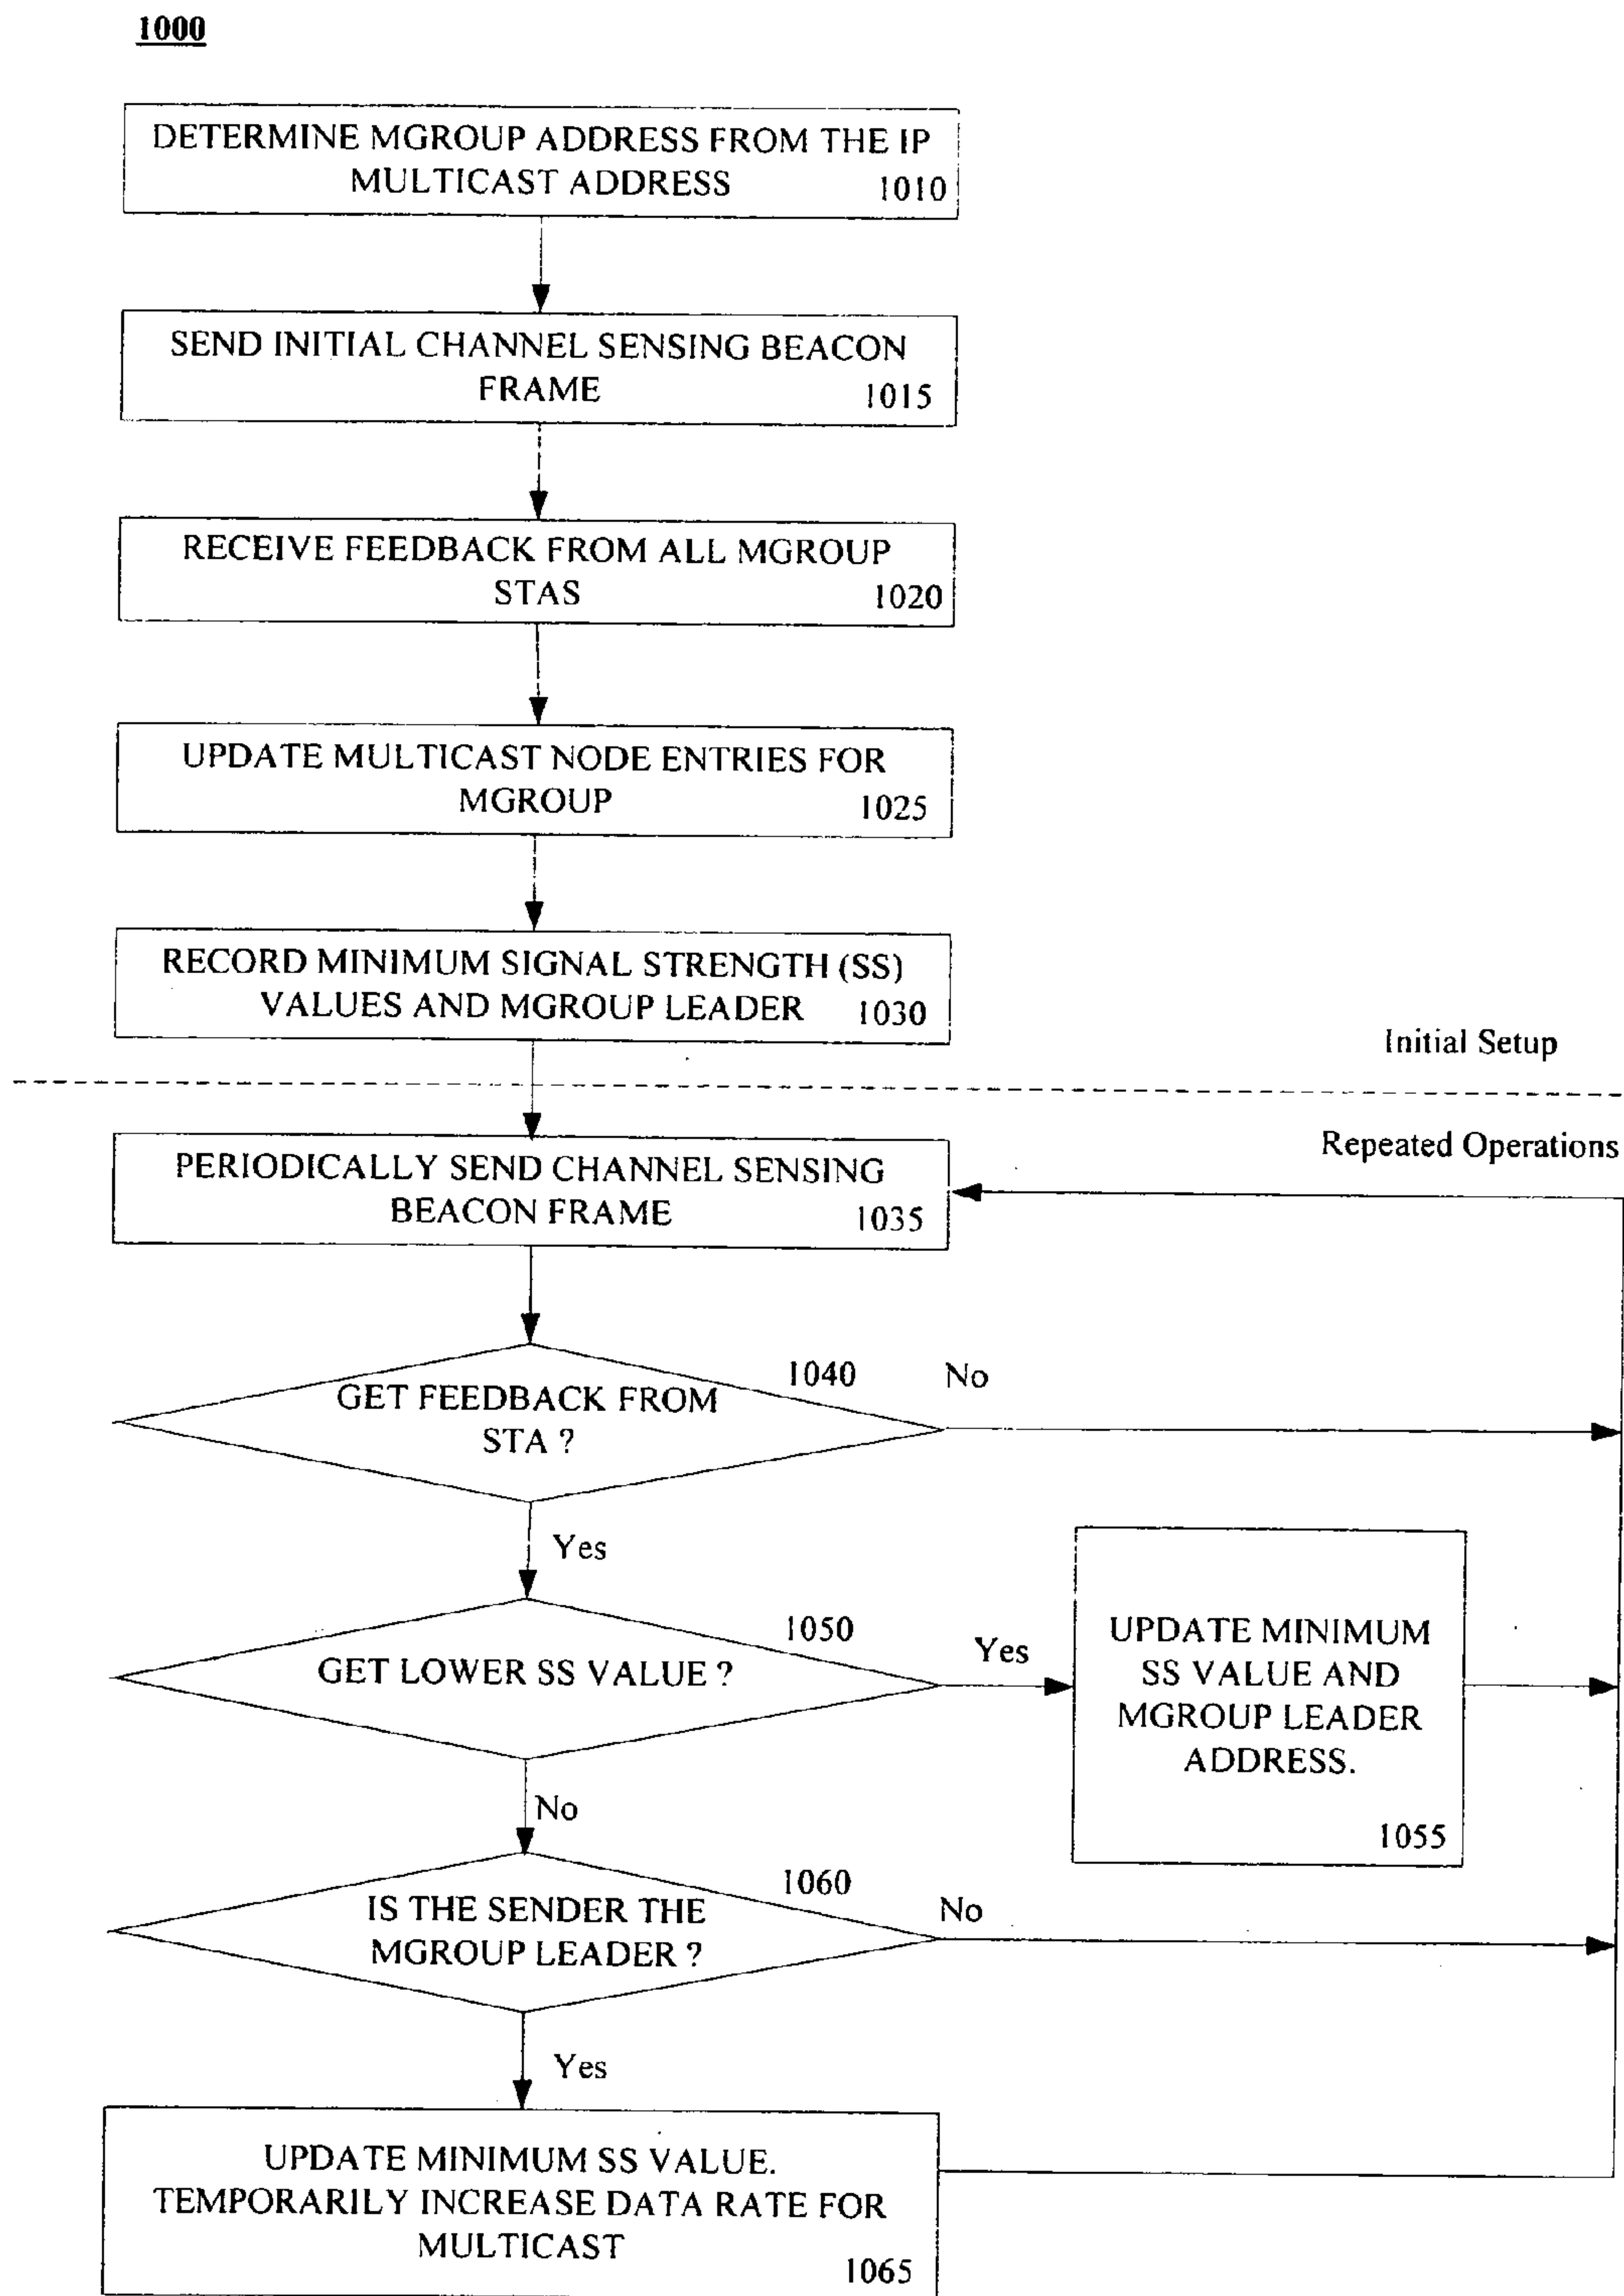 1000
DETERMINE MGROUP ADDRESS FROM THE IP
MULTICAST ADDRESS 1010
SEND INITIAL CHANNEL SENSING BEACON
FRAME 1015
RECEIVE FEEDBACK FROM ALL MGROUP
STAS 1020
UPDATE MULTICAST NODE ENTRIES FOR
MGROUP 1025
RECORD MINIMUM SIGNAL STRENGTH (SS)
VALUES AND MGROUP LEADER 1030
Initial Setup
Repeated Operations
PERIODICALLY SEND CHANNEL SENSING
BEACON FRAME 1035
1040 No
GET FEEDBACK FROM
STA ?
Yes
1050
GET LOWER SS VALUE ?
Yes
UPDATE MINIMUM
SS VALUE AND
MGROUP LEADER
ADDRESS.
1055
No
1060
IS THE SENDER THE
MGROUP LEADER ?
No
Yes
UPDATE MINIMUM SS VALUE.
TEMPORARILY INCREASE DATA RATE FOR
MULTICAST
1065